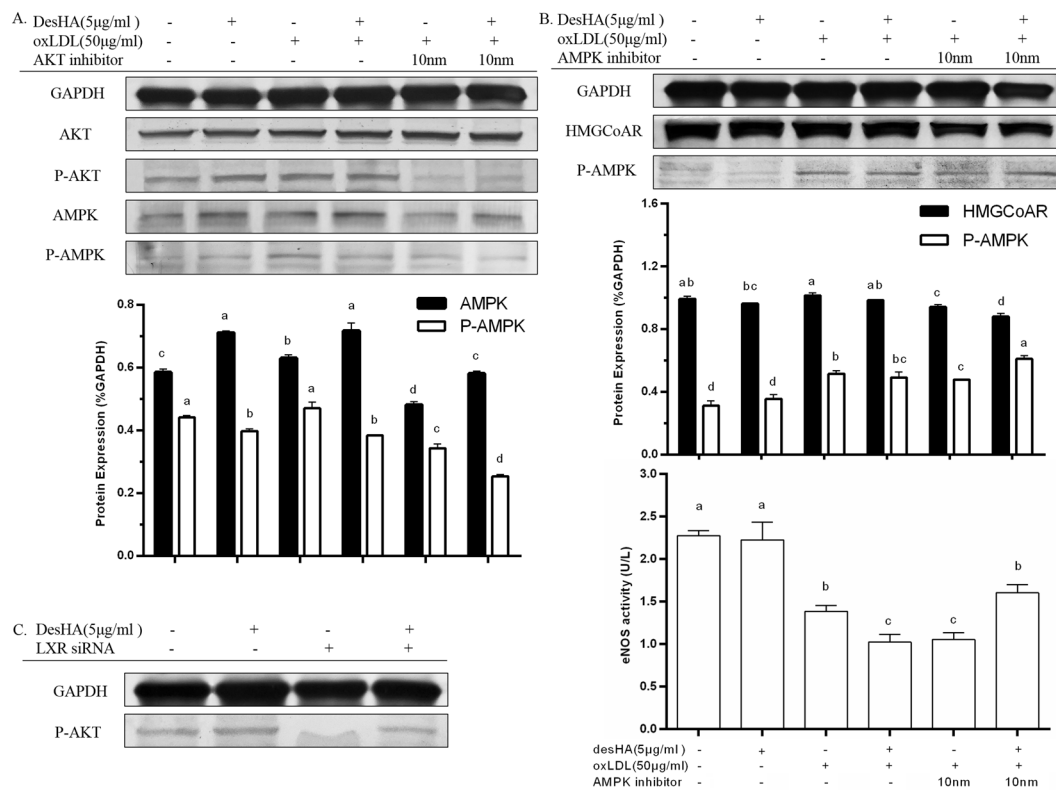 A.
DesHA(5μg/ml ) - + - + - +
oxLDL(50μg/ml) - - + + + +
AKT inhibitor - - - - 10nm 10nm
GAPDH
AKT
P-AKT
AMPK
P-AMPK
AMPK
P-AMPK
Protein Expression (%GAPDH)
0.8
0.6
0.4
0.2
0.0
c a a b b a a b d c c d
B.
DesHA(5μg/ml ) - + - + - +
oxLDL(50μg/ml) - - + + + +
AMPK inhibitor - - - - 10nm 10nm
GAPDH
HMGCoAR
P-AMPK
HMGCoAR
P-AMPK
Protein Expression (%GAPDH)
1.6
1.2
0.8
0.4
0.0
ab d bc d a b ab bc c c d a
eNOS activity (U/L)
3.0
2.5
2.0
1.5
1.0
0.5
0.0
a a b c c b
desHA(5μg/ml ) - + - + - +
oxLDL(50μg/ml) - - + + + +
AMPK inhibitor - - - - 10nm 10nm
C.
DesHA(5μg/ml ) - + - +
LXR siRNA - - + +
GAPDH
P-AKT